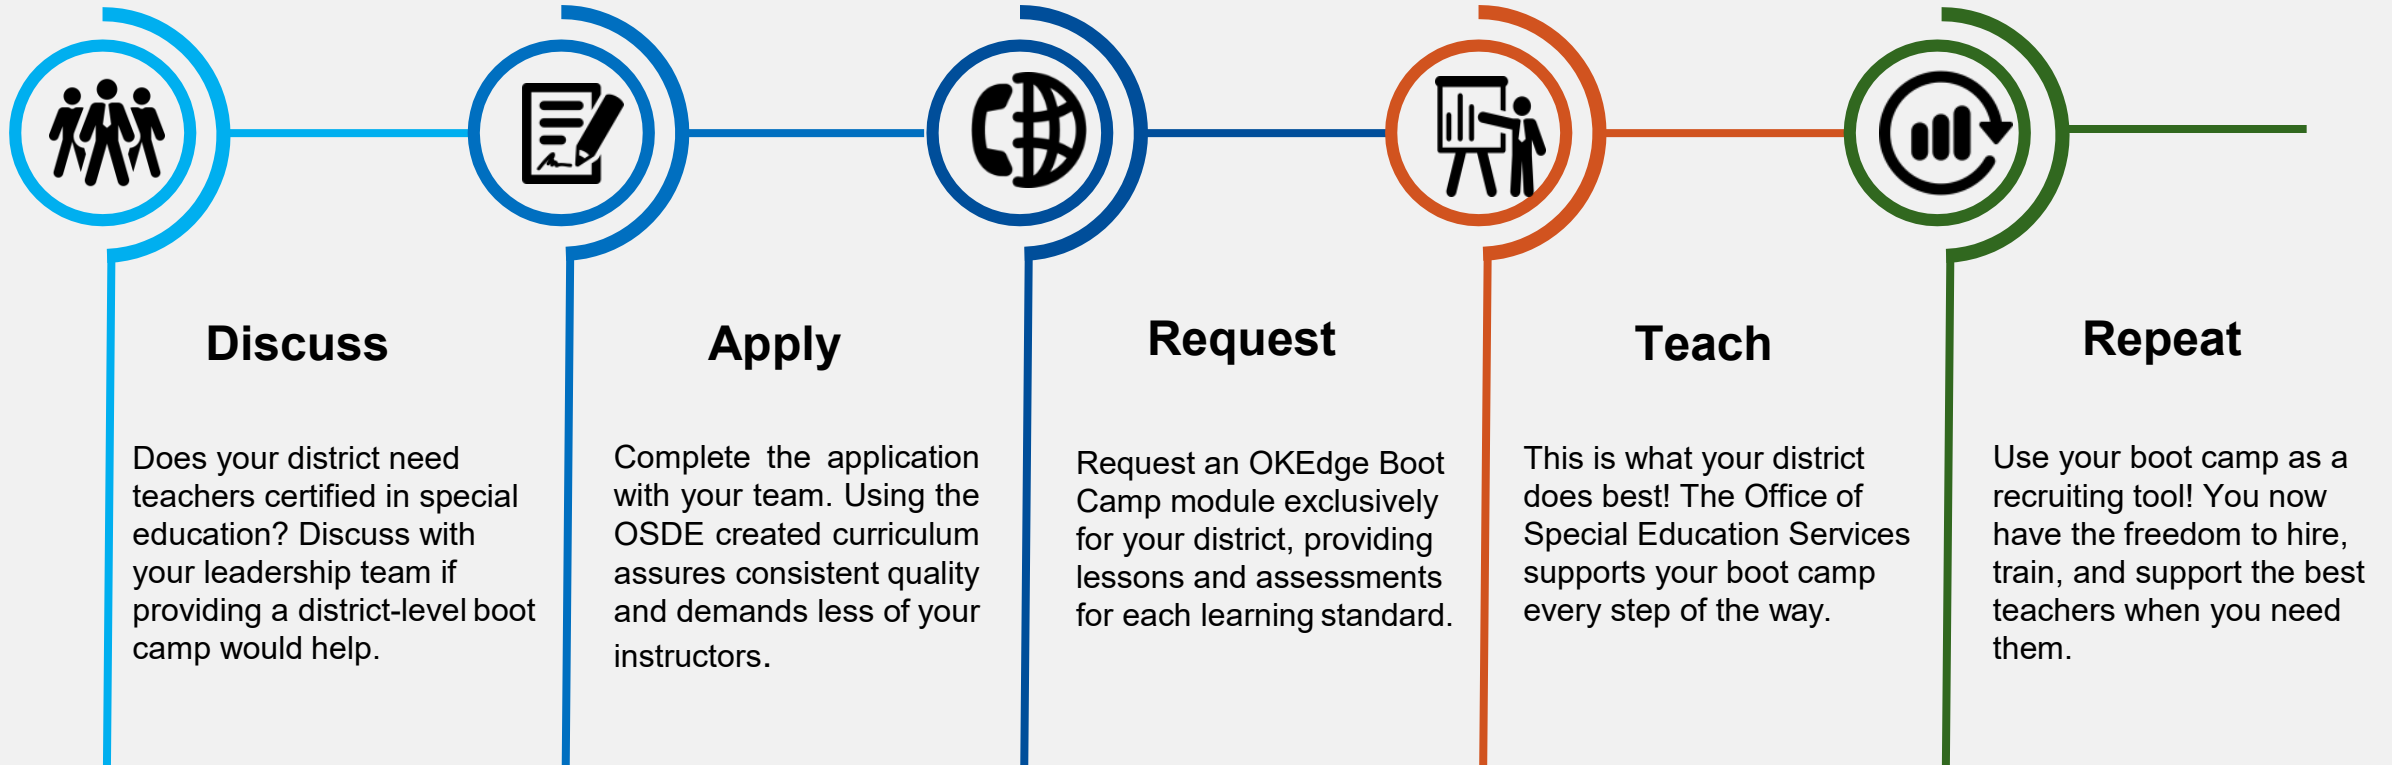 Discuss
Does your district need
teachers certified in special
education? Discuss with
your leadership team if
providing a district-level boot
camp would help.
Apply
Complete the application
with your team. Using the
OSDE created curriculum
assures consistent quality
and demands less of your
instructors.
Request
Request an OKEdge Boot
Camp module exclusively
for your district, providing
lessons and assessments
for each learning standard.
Teach
This is what your district
does best! The Office of
Special Education Services
supports your boot camp
every step of the way.
Repeat
Use your boot camp as a
recruiting tool! You now
have the freedom to hire,
train, and support the best
teachers when you need
them.